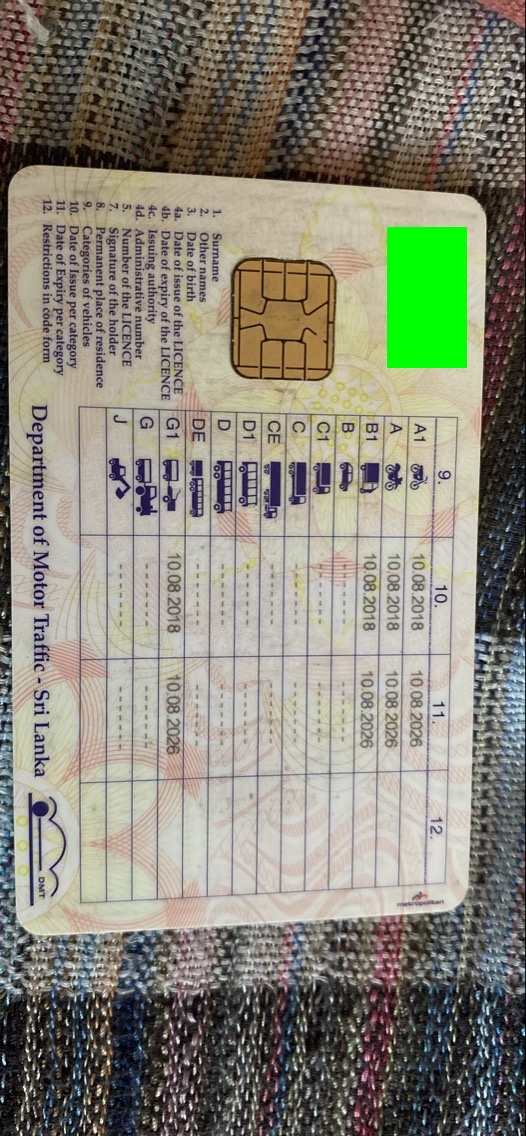 1. Surname
2. Other names
3. Date of birth
4a. Date of issue of the LICENCE
4b. Date of expiry of the LICENCE
4c. Issuing authority
4d. Administrative number
5. Number of the LICENCE
7. Signature of the holder
8. Permanent place of residence
9. Categories of vehicles
10. Date of Issue per category
11. Date of Expiry per category
12. Restrictions in code form
9. 10. 11. 12.
A1 10.08.2018 10.08.2026
A 10.08.2018 10.08.2026
B1 10.08.2018 10.08.2026
B - - - - - - - - - - - - - -
C1 - - - - - - - - - - - - - -
C - - - - - - - - - - - - - -
CE - - - - - - - - - - - - - -
D1 - - - - - - - - - - - - - -
D - - - - - - - - - - - - - -
DE - - - - - - - - - - - - - -
G1 10.08.2018 10.08.2026
G - - - - - - - - - - - - - -
J - - - - - - - - - - - - - -
Department of Motor Traffic - Sri Lanka
DMT
metropolitan